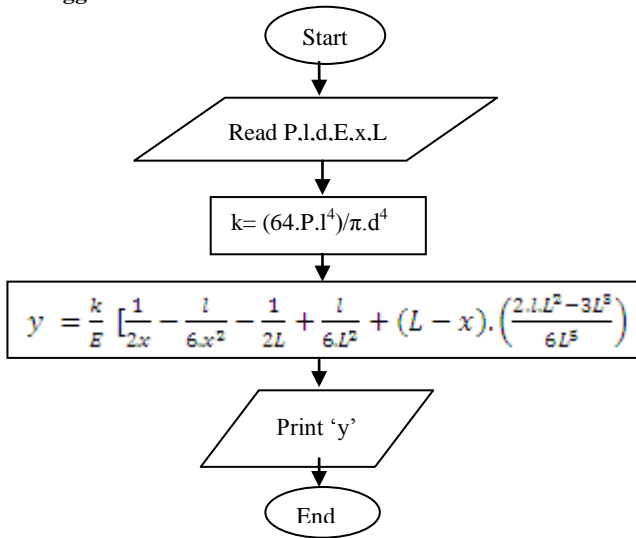 gg
Start
Read P,l,d,E,x,L
k= (64.P.l⁴)/π.d⁴
y = k/E [1/2x − l/6.x² − 1/2L + l/6.L² + (L − x).(2.l.L²−3L³/6L⁵)
Print ‘y’
End